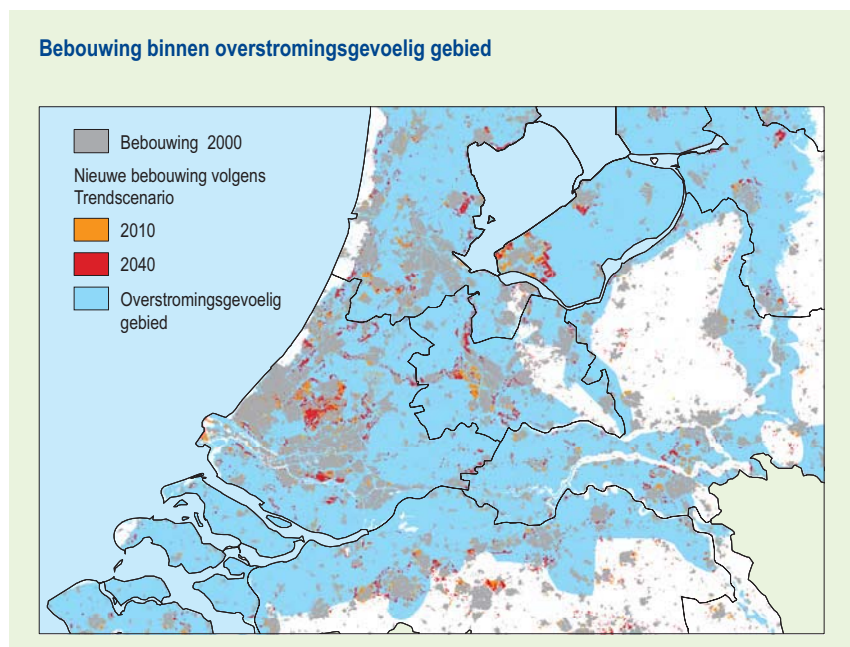 Bebouwing binnen overstromingsgevoelig gebied
Bebouwing 2000
Nieuwe bebouwing volgens
Trendscenario
2010
2040
Overstromingsgevoelig
gebied